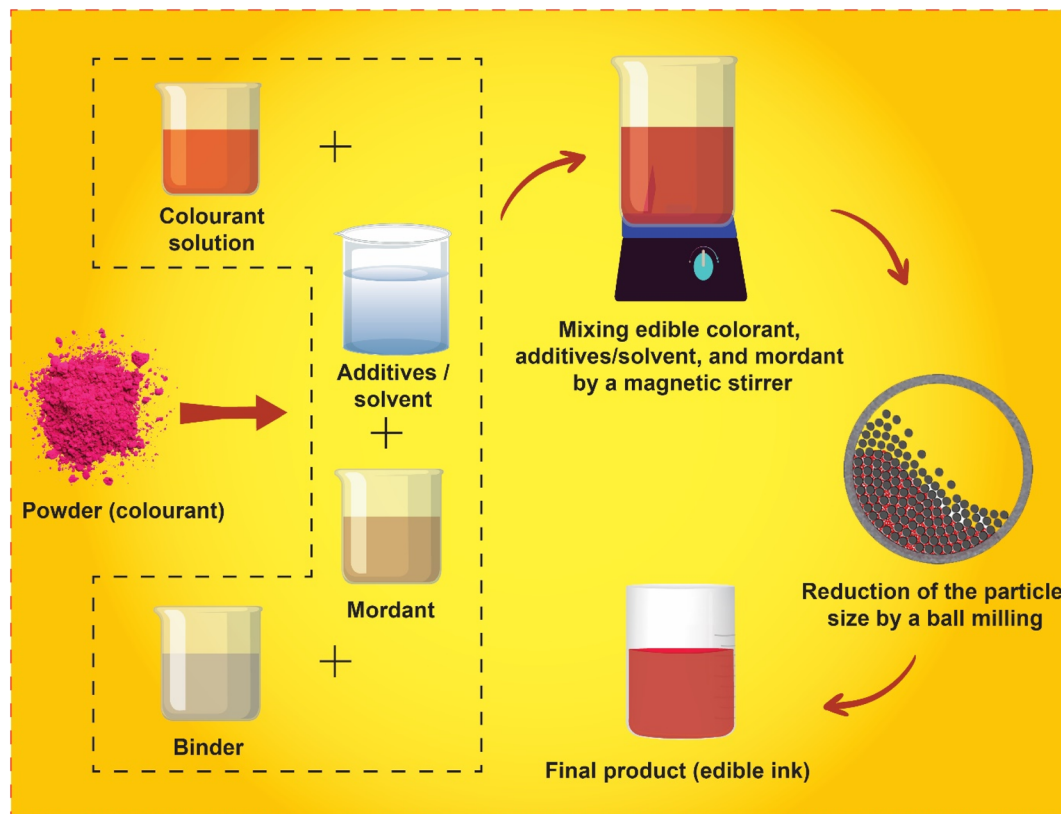 Colourant
solution
Additives /
solvent
Powder (colourant)
Mordant
Binder
Mixing edible colorant,
additives/solvent, and mordant
by a magnetic stirrer
Reduction of the particle
size by a ball milling
Final product (edible ink)